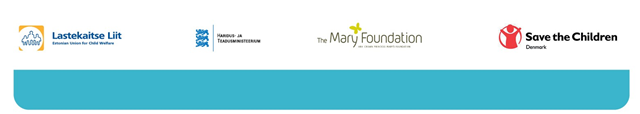 Lastekaitse Liit
Estonian Union for Child Welfare
HARIDUS- JA
TEADUSMINISTEERIUM
The Mary Foundation
Save the Children
Denmark